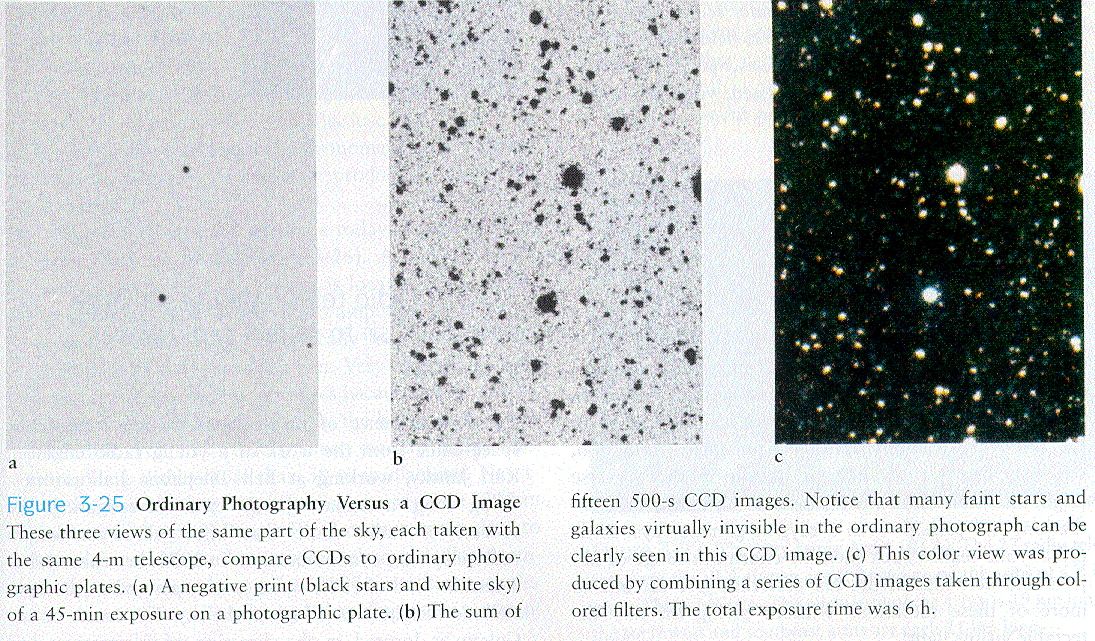 a
b
c
Figure 3-25 Ordinary Photography Versus a CCD Image
These three views of the same part of the sky, each taken with
the same 4-m telescope, compare CCDs to ordinary photo-
graphic plates. (a) A negative print (black stars and white sky)
of a 45-min exposure on a photographic plate. (b) The sum of
fifteen 500-s CCD images. Notice that many faint stars and
galaxies virtually invisible in the ordinary photograph can be
clearly seen in this CCD image. (c) This color view was pro-
duced by combining a series of CCD images taken through col-
ored filters. The total exposure time was 6 h.